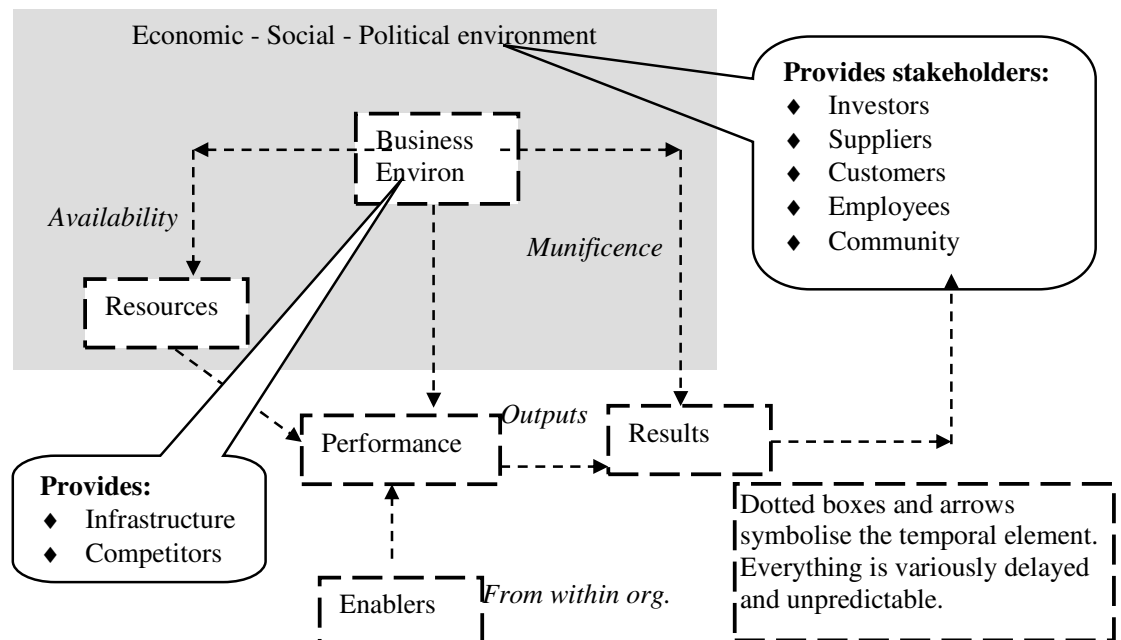 Economic - Social - Political environment
Provides stakeholders:
♦ Investors
♦ Suppliers
♦ Customers
♦ Employees
♦ Community
Business
Environ
Availability
Munificence
Resources
Outputs
Performance
Results
Provides:
♦ Infrastructure
♦ Competitors
Dotted boxes and arrows
symbolise the temporal element.
Everything is variously delayed
and unpredictable.
Enablers
From within org.